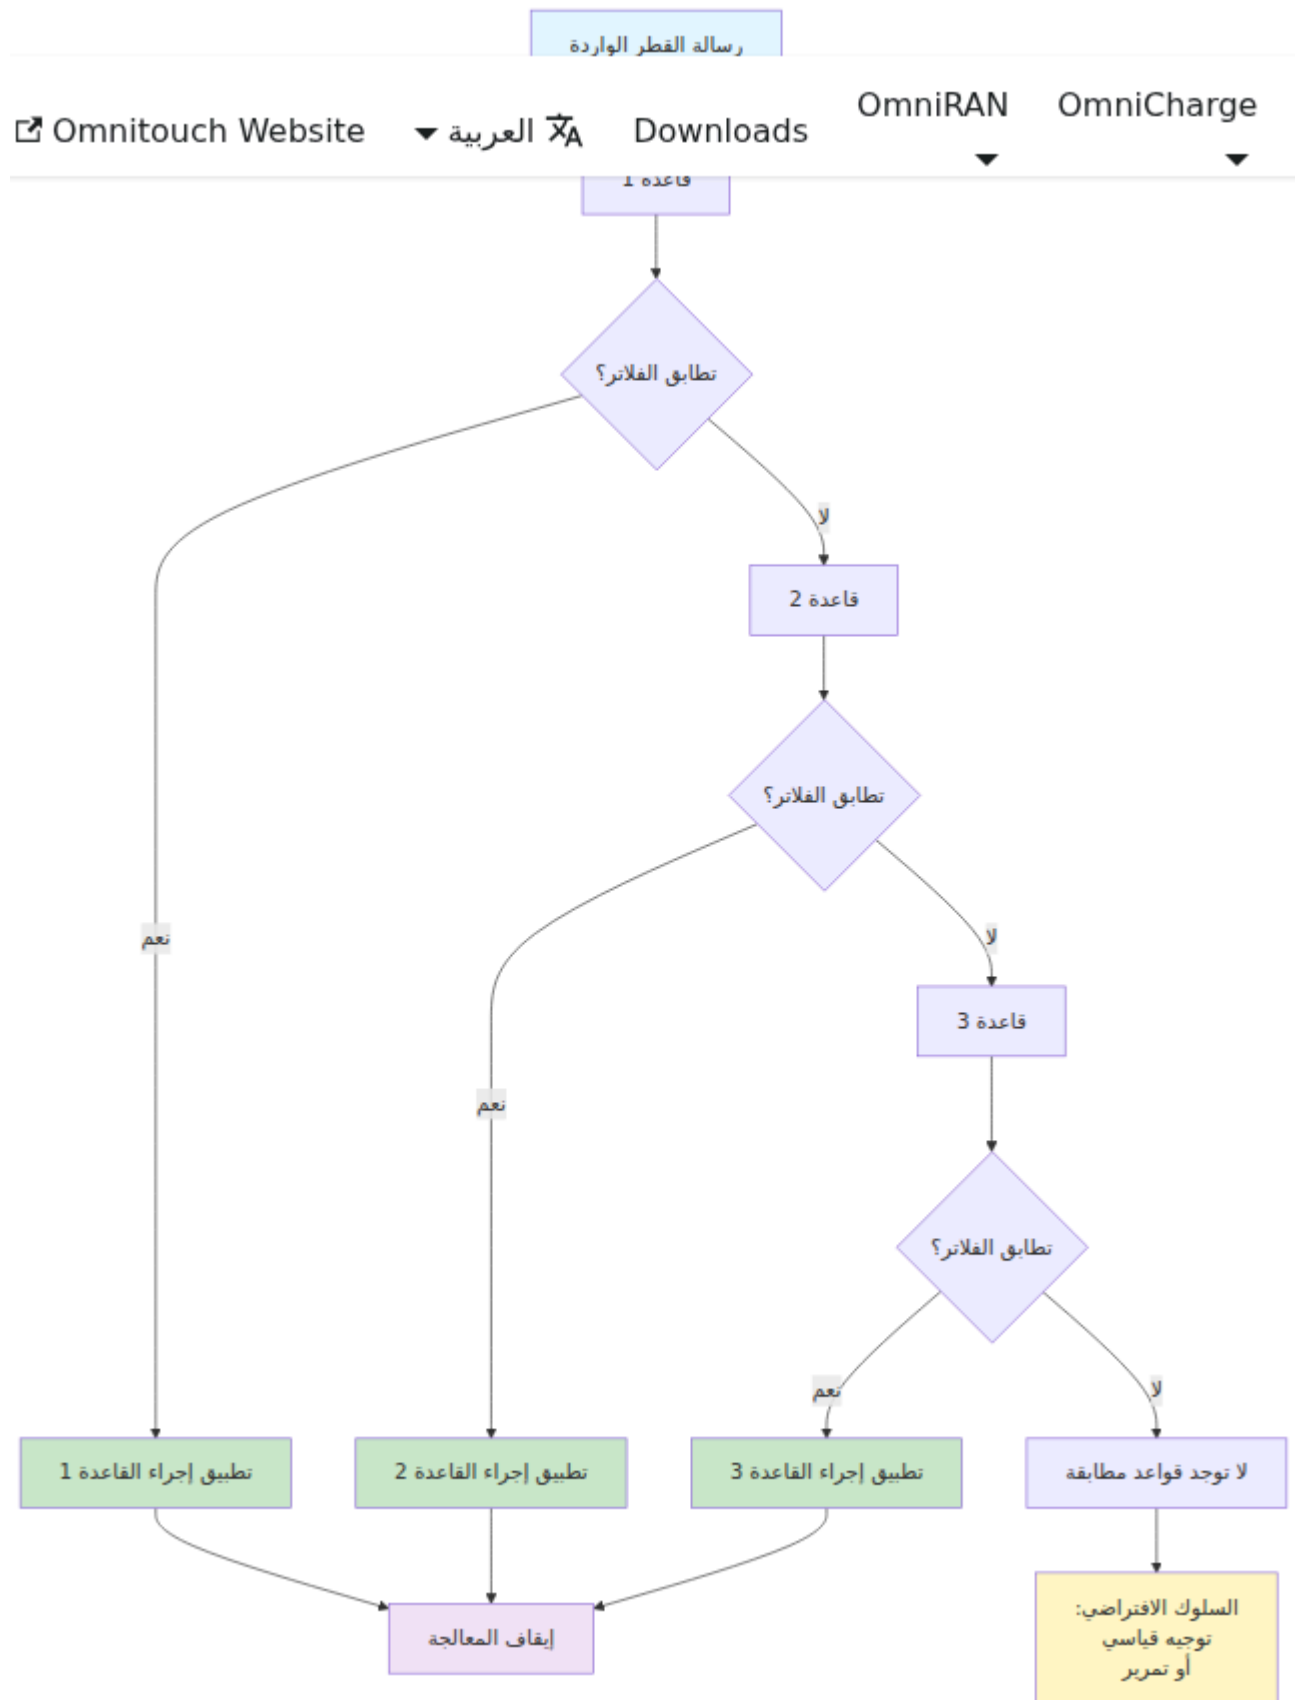 رسالة القطر الواردة
OmniRAN
OmniCharge
Omnitouch Website
العربية
Downloads
قاعدة 1
تطابق الفلاتر؟
لا
قاعدة 2
تطابق الفلاتر؟
نعم
لا
قاعدة 3
نعم
تطابق الفلاتر؟
نعم
لا
تطبيق إجراء القاعدة 1
تطبيق إجراء القاعدة 2
تطبيق إجراء القاعدة 3
لا توجد قواعد مطابقة
إيقاف المعالجة
السلوك الافتراضي:
توجيه قياسي
أو تمرير